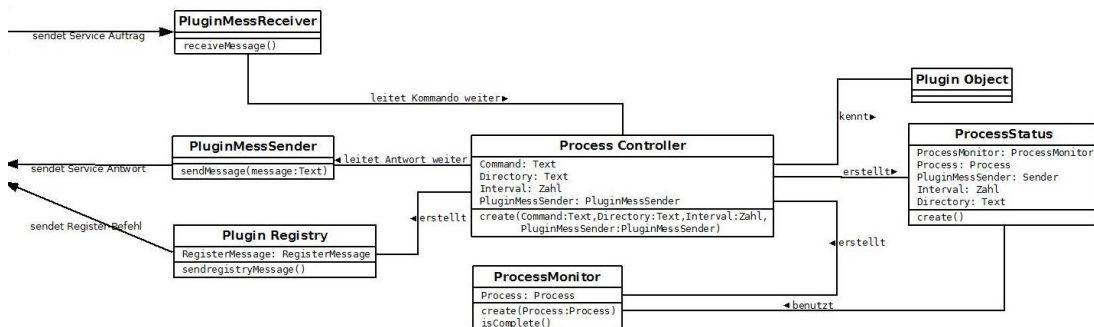 PluginMessReceiver
receiveMessage()
sendet Service Auftrag
leitet Kommando weiter►
Plugin Object
kennt►
PluginMessSender
sendMessage(message:Text)
sendet Service Antwort
◄leitet Antwort weiter
Process Controller
Command: Text
Directory: Text
Interval: Zahl
PluginMessSender: PluginMessSender
create(Command:Text,Directory:Text,Interval:Zahl,
PluginMessSender:PluginMessSender)
erstellt►
ProcessStatus
ProcessMonitor: ProcessMonitor
Process: Process
PluginMessSender: Sender
Interval: Zahl
Directory: Text
create()
◄erstellt
sendet Register-Befehl
Plugin Registry
RegisterMessage: RegisterMessage
sendregistryMessage()
◄erstellt
ProcessMonitor
Process: Process
create(Process:Process)
isComplete()
◄benutzt